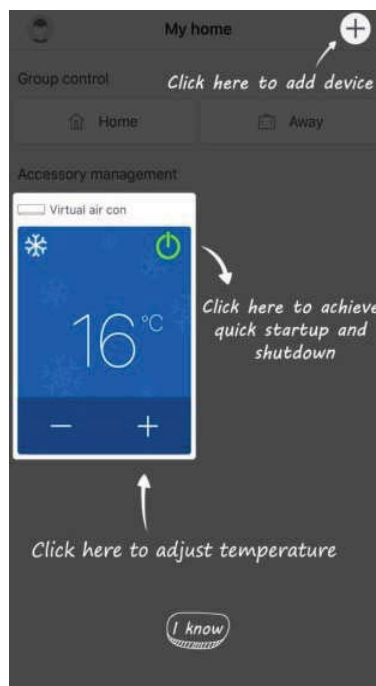 My home
Click here to add device
Group control
Home
Away
Accessory management
Virtual air con
16°C
Click here to achieve
quick startup and
shutdown
− +
Click here to adjust temperature
I know